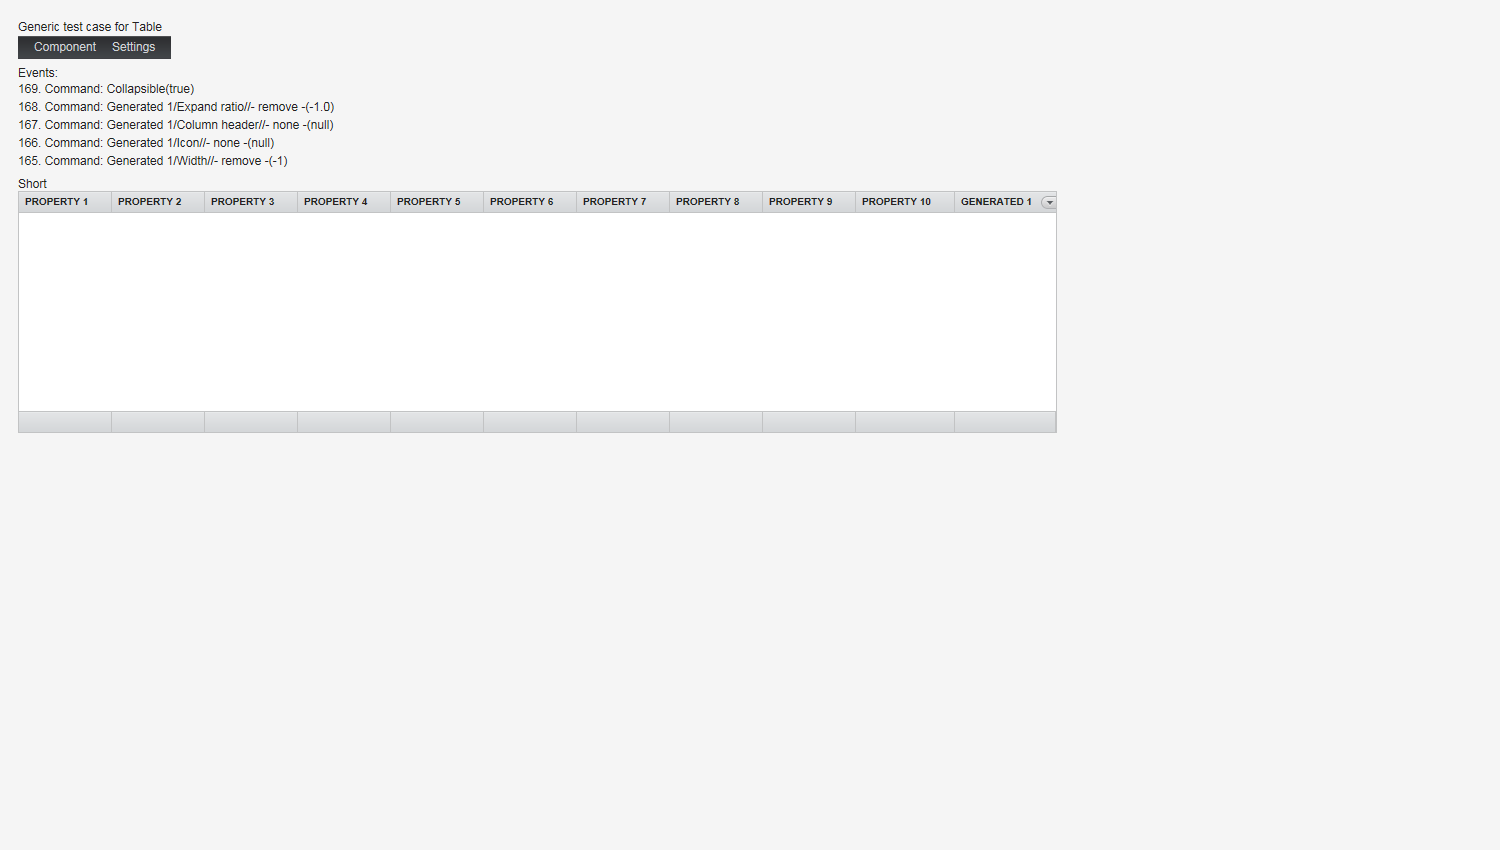 Generic test case for Table
Component Settings
Events:
169. Command: Collapsible(true)
168. Command: Generated 1/Expand ratio//- remove -(-1.0)
167. Command: Generated 1/Column header//- none -(null)
166. Command: Generated 1/Icon//- none -(null)
165. Command: Generated 1/Width//- remove -(-1)
Short
PROPERTY 1 PROPERTY 2 PROPERTY 3 PROPERTY 4 PROPERTY 5 PROPERTY 6 PROPERTY 7 PROPERTY 8 PROPERTY 9 PROPERTY 10 GENERATED 1